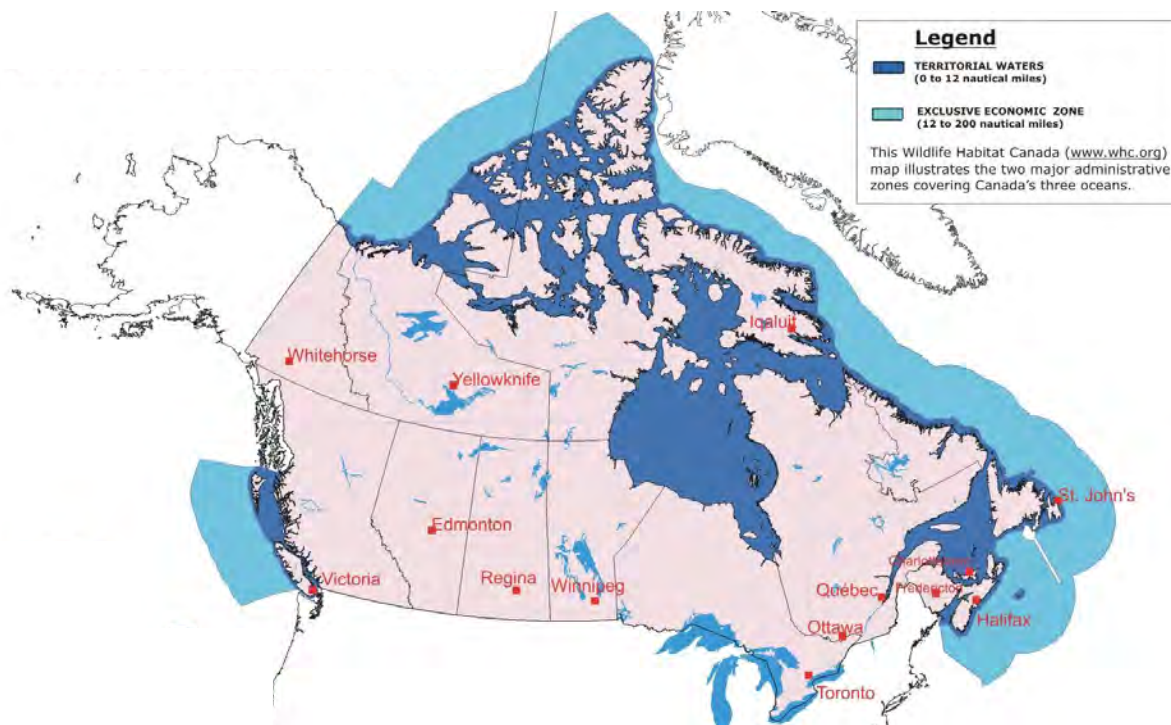 Legend
TERRITORIAL WATERS
(0 to 12 nautical miles)
EXCLUSIVE ECONOMIC ZONE
(12 to 200 nautical miles)
This Wildlife Habitat Canada (www.whc.org)
map illustrates the two major administrative
zones covering Canada's three oceans.
Iqaluit
Whitehorse
Yellowknife
St. John's
Edmonton
Charlottetown
Victoria
Regina
Winnipeg
Québec
Fredericton
Halifax
Ottawa
Toronto